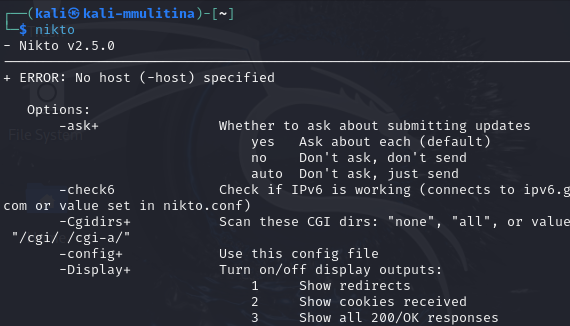 ┌──(kali㉿kali-mmulitina)-[~]
└─$ nikto
- Nikto v2.5.0
---------------------------------------------------------------------------
+ ERROR: No host (-host) specified
   Options:
       -ask+               Whether to ask about submitting updates
                               yes   Ask about each (default)
                               no    Don't ask, don't send
                               auto  Don't ask, just send
       -check6             Check if IPv6 is working (connects to ipv6.g
com or value set in nikto.conf)
       -Cgidirs+           Scan these CGI dirs: "none", "all", or value
 "/cgi/ /cgi-a/"
       -config+            Use this config file
       -Display+           Turn on/off display outputs:
                               1     Show redirects
                               2     Show cookies received
                               3     Show all 200/OK responses
File System